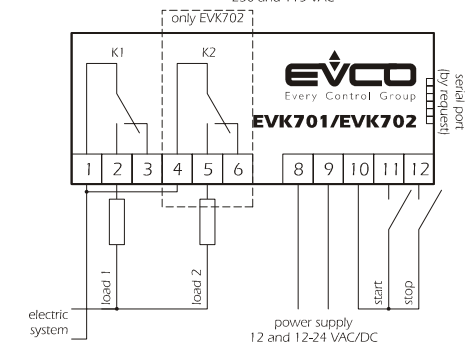 230 and 115 VAC
only EVK702
K1
K2
EVCO
Every Control Group
EVK701/EVK702
serial port
(by request)
1 2 3 4 5 6 8 9 10 11 12
load 1
load 2
start
stop
electric
system
power supply
12 and 12-24 VAC/DC